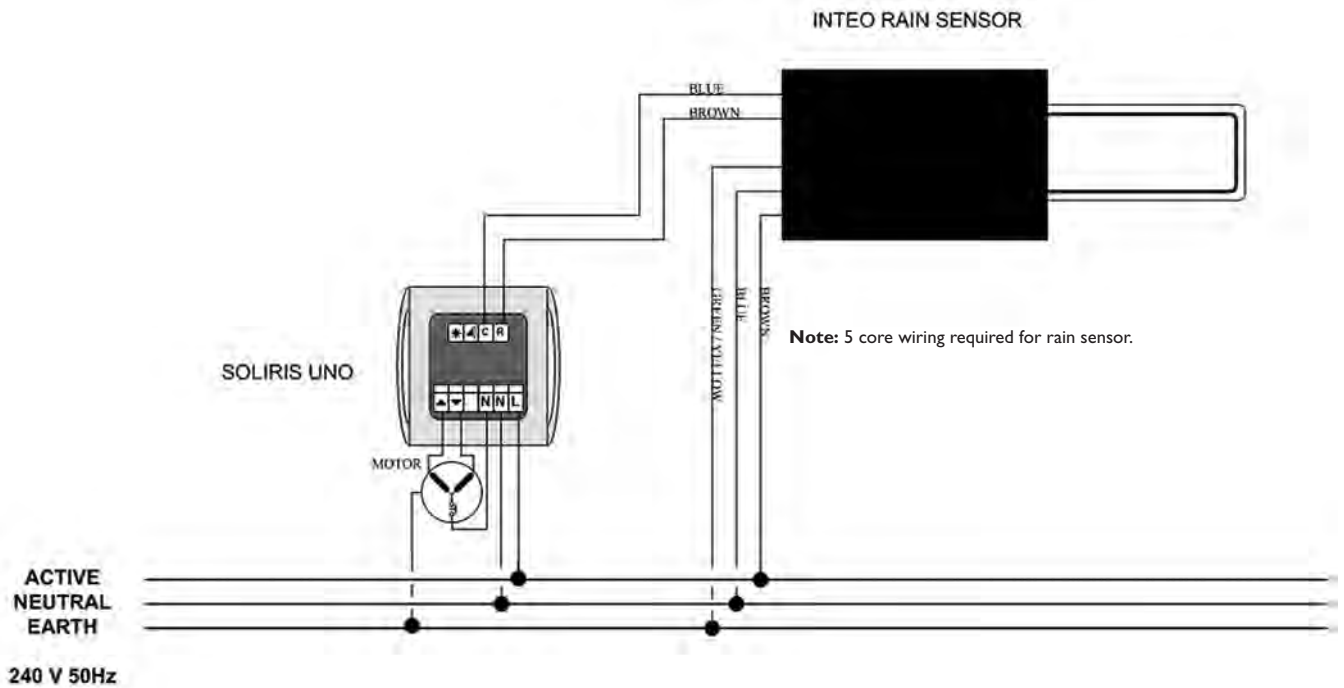 INTEO RAIN SENSOR
BLUE
BROWN
GREEN / YELLOW
BLUE
BROWN
Note: 5 core wiring required for rain sensor.
C R
SOLIRIS UNO
N N L
MOTOR
ACTIVE
NEUTRAL
EARTH
240 V 50Hz